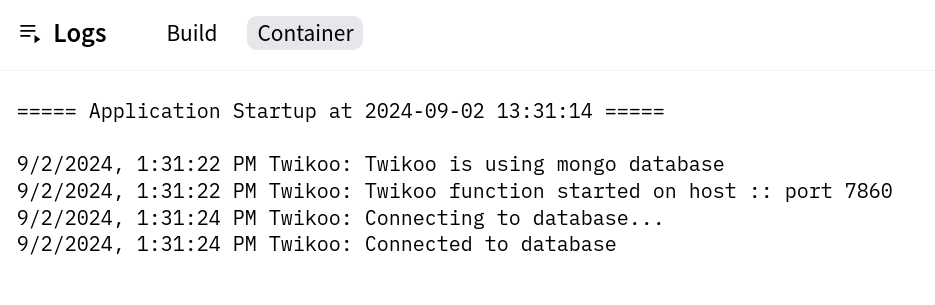 Logs Build Container
===== Application Startup at 2024-09-02 13:31:14 =====
9/2/2024, 1:31:22 PM Twikoo: Twikoo is using mongo database
9/2/2024, 1:31:22 PM Twikoo: Twikoo function started on host :: port 7860
9/2/2024, 1:31:24 PM Twikoo: Connecting to database...
9/2/2024, 1:31:24 PM Twikoo: Connected to database